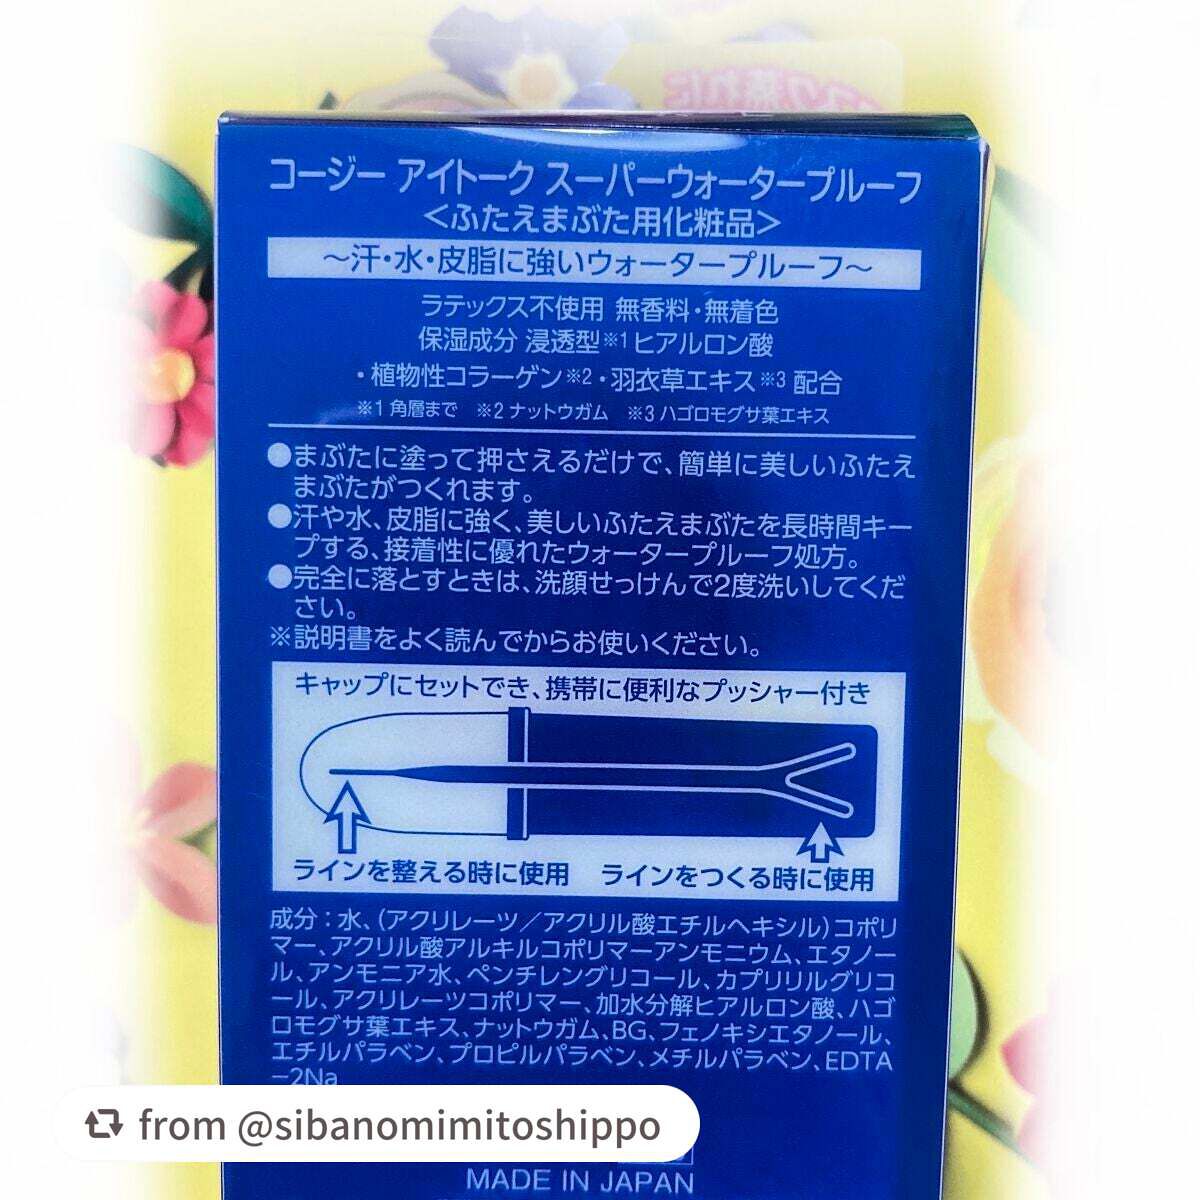 コク蒸れに
コージー アイトーク スーパーウォータープルーフ
<ふたえまぶた用化粧品>
～汗・水・皮脂に強いウォータープルーフ～
ラテックス不使用 無香料・無着色
保湿成分 浸透型※1ヒアルロン酸
・植物性コラーゲン※2・羽衣草エキス※3 配合
※1 角層まで ※2 ナットウガム ※3 ハゴロモグサ葉エキス
●まぶたに塗って押さえるだけで、簡単に美しいふたえ
まぶたがつくれます。
●汗や水、皮脂に強く、美しいふたえまぶたを長時間キー
プする、接着性に優れたウォータープルーフ処方。
●完全に落とすときは、洗顔せっけんで2度洗いしてくだ
さい。
※説明書をよく読んでからお使いください。
キャップにセットでき、携帯に便利なプッシャー付き
ラインを整える時に使用 ラインをつくる時に使用
成分：水、(アクリレーツ／アクリル酸エチルヘキシル)コポリ
マー、アクリル酸アルキルコポリマーアンモニウム、エタノー
ル、アンモニア水、ペンチレングリコール、カプリリルグリコ
ール、アクリレーツコポリマー、加水分解ヒアルロン酸、ハゴ
ロモグサ葉エキス、ナットウガム、BG、フェノキシエタノール、
エチルパラベン、プロピルパラベン、メチルパラベン、EDTA
－2Na
from @sibanomimitoshippo
MADE IN JAPAN